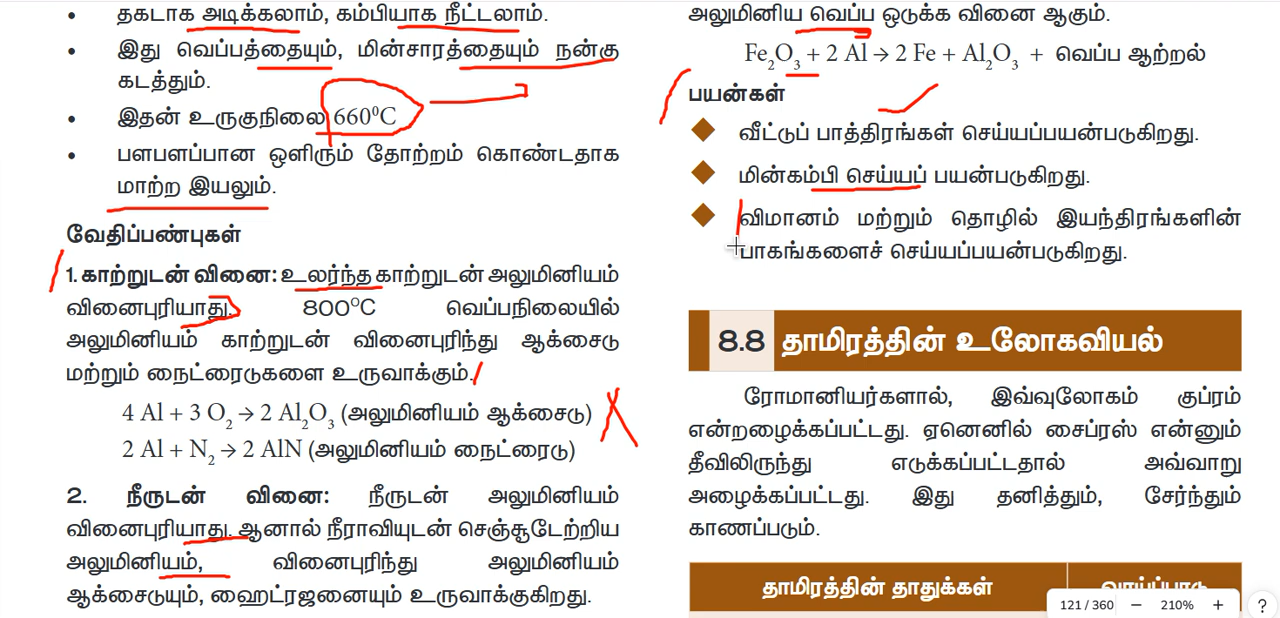 • தகடாக அடிக்கலாம், கம்பியாக நீட்டலாம்.
• இது வெப்பத்தையும், மின்சாரத்தையும் நன்கு
கடத்தும்.
• இதன் உருகுநிலை 660⁰C
• பளபளப்பான ஒளிரும் தோற்றம் கொண்டதாக
மாற்ற இயலும்.
வேதிப்பண்புகள்
1. காற்றுடன் வினை: உலர்ந்த காற்றுடன் அலுமினியம்
வினைபுரியாது. 800⁰C வெப்பநிலையில்
அலுமினியம் காற்றுடன் வினைபுரிந்து ஆக்சைடு
மற்றும் நைட்ரைடுகளை உருவாக்கும்.
4 Al + 3 O₂ → 2 Al₂O₃ (அலுமினியம் ஆக்சைடு)
2 Al + N₂ → 2 AlN (அலுமினியம் நைட்ரைடு)
2. நீருடன் வினை: நீருடன் அலுமினியம்
வினைபுரியாது. ஆனால் நீராவியுடன் செஞ்சூடேற்றிய
அலுமினியம், வினைபுரிந்து அலுமினியம்
ஆக்சைடுயும், ஹைட்ரஜனையும் உருவாக்குகிறது.
அலுமினிய வெப்ப ஒடுக்க வினை ஆகும்.
Fe₂O₃ + 2 Al → 2 Fe + Al₂O₃ + வெப்ப ஆற்றல்
பயன்கள்
◆ வீட்டுப் பாத்திரங்கள் செய்யப்பயன்படுகிறது.
◆ மின்கம்பி செய்யப் பயன்படுகிறது.
◆ விமானம் மற்றும் தொழில் இயந்திரங்களின்
பாகங்களைச் செய்யப்பயன்படுகிறது.
8.8 தாமிரத்தின் உலோகவியல்
ரோமானியர்களால், இவ்வுலோகம் குப்ரம்
என்றழைக்கப்பட்டது. ஏனெனில் சைப்ரஸ் என்னும்
தீவிலிருந்து எடுக்கப்பட்டதால் அவ்வாறு
அழைக்கப்பட்டது. இது தனித்தும், சேர்ந்தும்
காணப்படும்.
தாமிரத்தின் தாதுக்கள் வாய்ப்பாடு
121 / 360 − 210% + ?